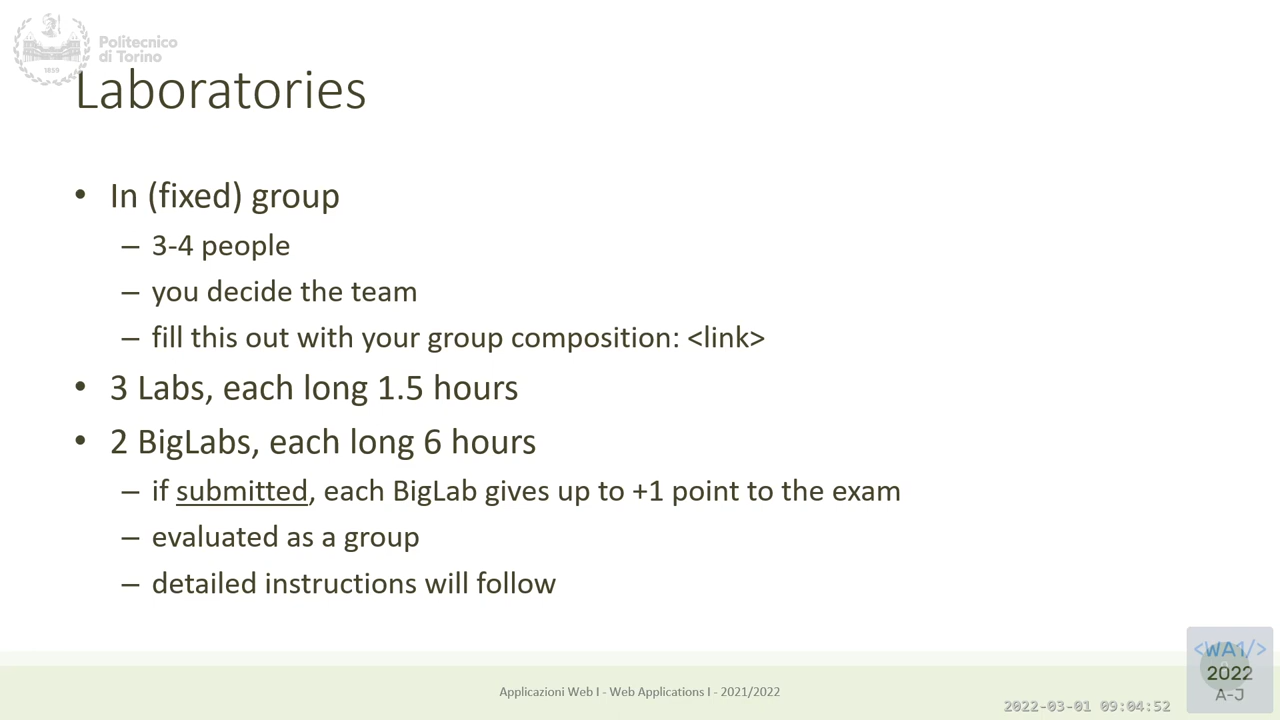 Politecnico
di Torino
1859
Laboratories
• In (fixed) group
– 3-4 people
– you decide the team
– fill this out with your group composition: <link>
• 3 Labs, each long 1.5 hours
• 2 BigLabs, each long 6 hours
– if submitted, each BigLab gives up to +1 point to the exam
– evaluated as a group
– detailed instructions will follow
Applicazioni Web I - Web Applications I - 2021/2022
<WA1/>
2022
A-J
2022-03-01 09:04:52